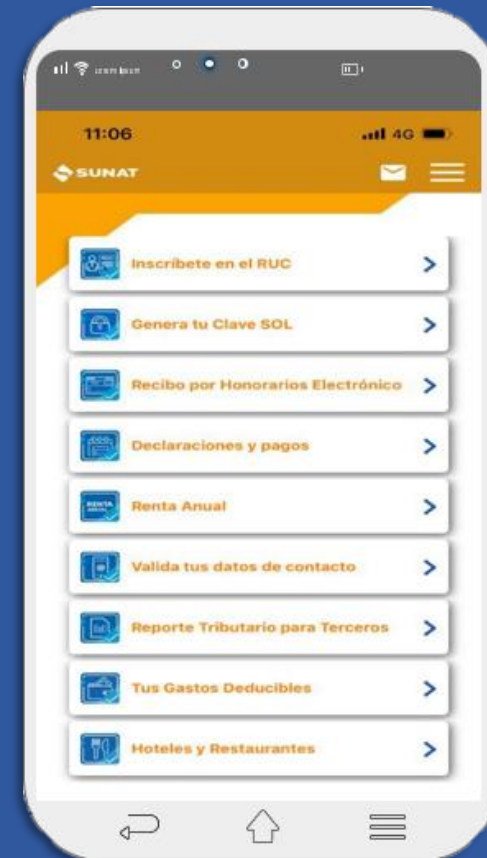 11:06
4G
SUNAT
Inscríbete en el RUC
Genera tu Clave SOL
Recibo por Honorarios Electrónico
Declaraciones y pagos
Renta Anual
Valida tus datos de contacto
Reporte Tributario para Terceros
Tus Gastos Deducibles
Hoteles y Restaurantes